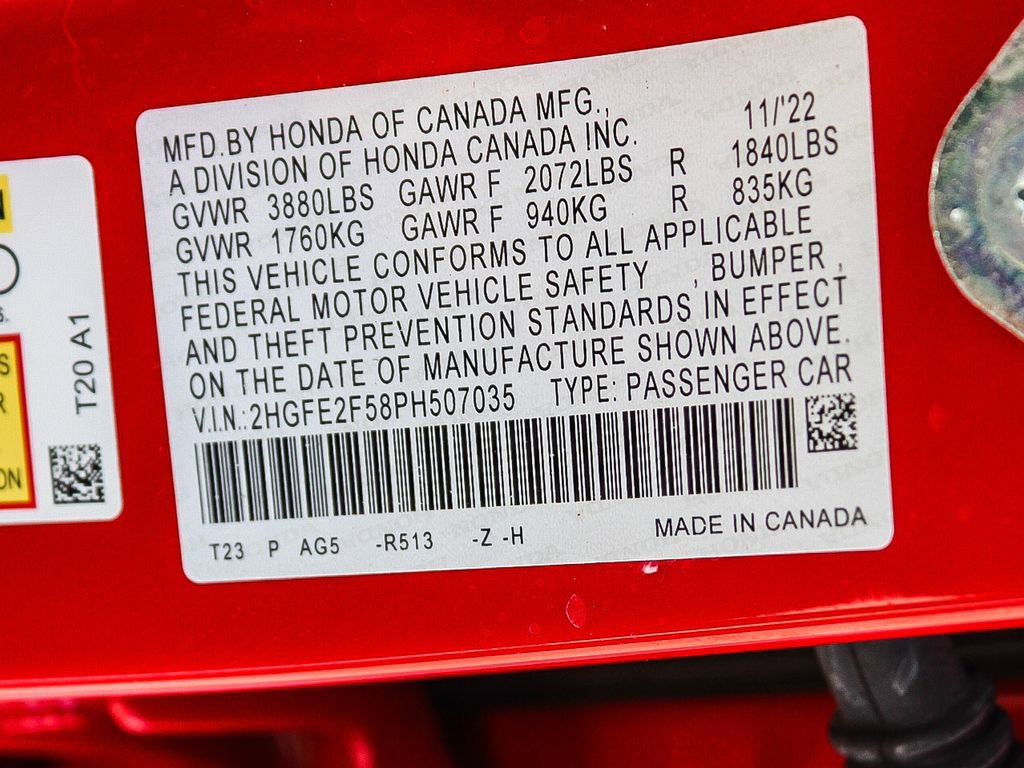 MFD.BY HONDA OF CANADA MFG., 11/'22
A DIVISION OF HONDA CANADA INC.
GVWR 3880LBS GAWR F 2072LBS R 1840LBS
GVWR 1760KG GAWR F 940KG R 835KG
THIS VEHICLE CONFORMS TO ALL APPLICABLE
FEDERAL MOTOR VEHICLE SAFETY , BUMPER ,
AND THEFT PREVENTION STANDARDS IN EFFECT
ON THE DATE OF MANUFACTURE SHOWN ABOVE.
V.I.N.:2HGFE2F58PH507035 TYPE: PASSENGER CAR
T23 P AG5 -R513 -Z -H MADE IN CANADA
T20 A1